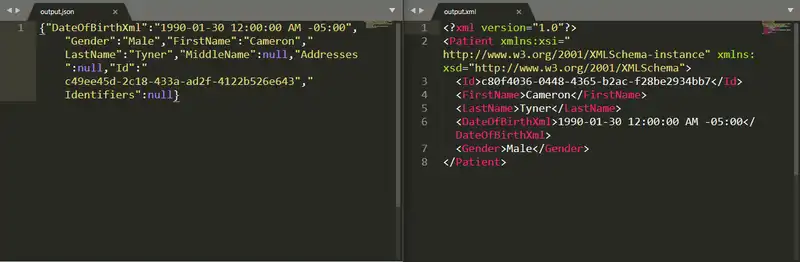 output.json ×
1 {"DateOfBirthXml":"1990-01-30 12:00:00 AM -05:00",
"Gender":"Male","FirstName":"Cameron","
LastName":"Tyner","MiddleName":null,"Addresses
":null,"Id":"
c49ee45d-2c18-433a-ad2f-4122b526e643","
Identifiers":null}
output.xml ×
1 <?xml version="1.0"?>
2 <Patient xmlns:xsi="
http://www.w3.org/2001/XMLSchema-instance" xmlns:
xsd="http://www.w3.org/2001/XMLSchema">
3 <Id>c80f4036-0448-4365-b2ac-f28be2934bb7</Id>
4 <FirstName>Cameron</FirstName>
5 <LastName>Tyner</LastName>
6 <DateOfBirthXml>1990-01-30 12:00:00 AM -05:00</
DateOfBirthXml>
7 <Gender>Male</Gender>
8 </Patient>